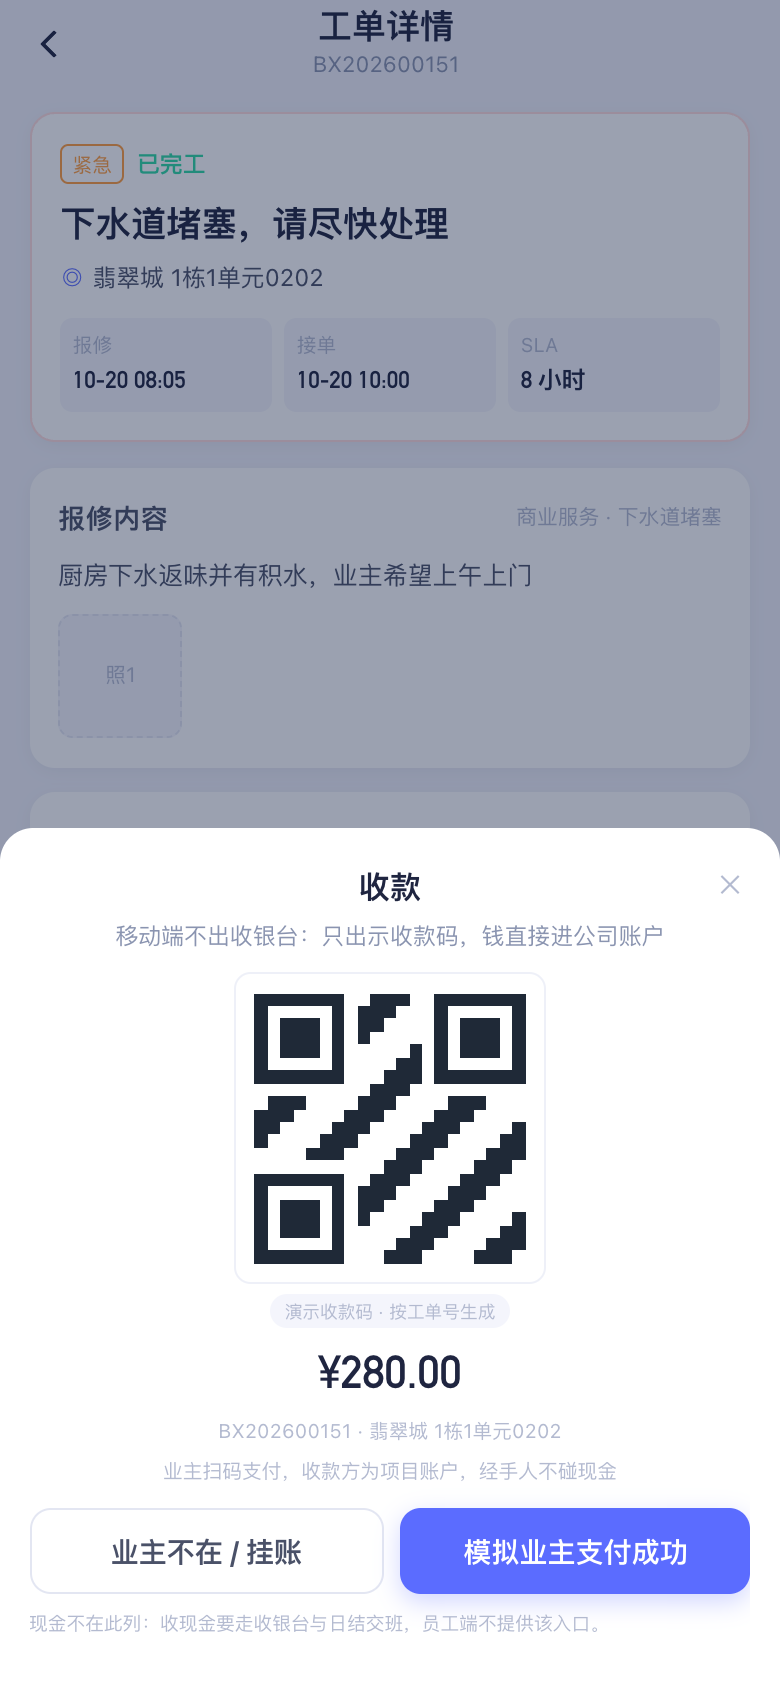 工单详情
BX202600151
紧急 已完工
下水道堵塞，请尽快处理
◎ 翡翠城 1栋1单元0202
报修 接单 SLA
10-20 08:05 10-20 10:00 8 小时
报修内容 商业服务 · 下水道堵塞
厨房下水返味并有积水，业主希望上午上门
照1
收款
移动端不出收银台：只出示收款码，钱直接进公司账户
演示收款码 · 按工单号生成
¥280.00
BX202600151 · 翡翠城 1栋1单元0202
业主扫码支付，收款方为项目账户，经手人不碰现金
业主不在 / 挂账 模拟业主支付成功
现金不在此列：收现金要走收银台与日结交班，员工端不提供该入口。